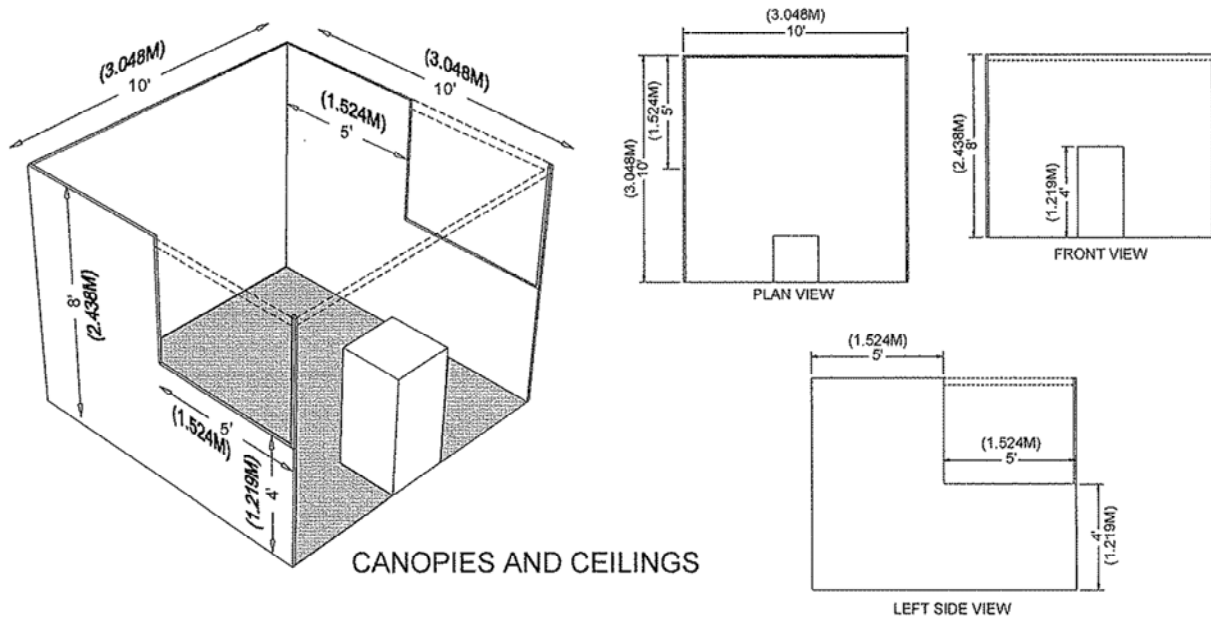 (3.048M)
10'
(3.048M)
10'
(1.524M)
5'
8'
(2.438M)
5'
(1.524M)
4'
(1.219M)
CANOPIES AND CEILINGS
(3.048M)
10'
(1.524M)
5'
(3.048M)
10'
PLAN VIEW
(2.438M)
8'
(1.219M)
4'
FRONT VIEW
(1.524M)
5'
(1.524M)
5'
4'
(1.219M)
LEFT SIDE VIEW